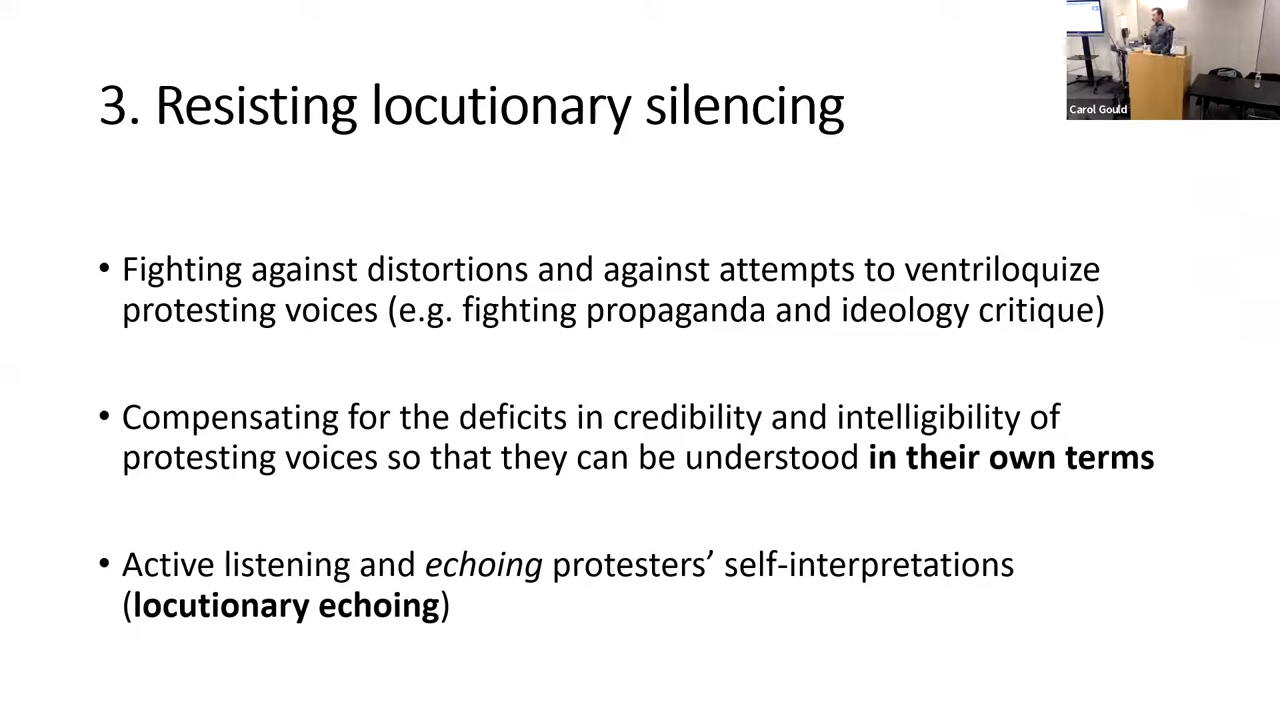 3. Resisting locutionary silencing
Carol Gould
• Fighting against distortions and against attempts to ventriloquize
protesting voices (e.g. fighting propaganda and ideology critique)
• Compensating for the deficits in credibility and intelligibility of
protesting voices so that they can be understood in their own terms
• Active listening and echoing protesters’ self-interpretations
(locutionary echoing)